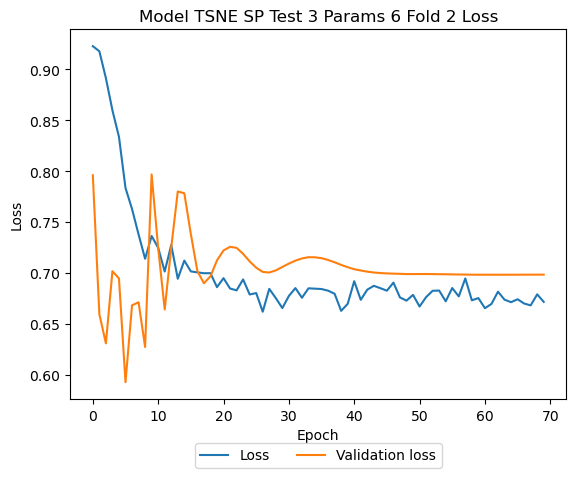 Model TSNE SP Test 3 Params 6 Fold 2 Loss
0.90
0.85
0.80
0.75
0.70
0.65
0.60
Loss
0 10 20 30 40 50 60 70
Epoch
Loss Validation loss